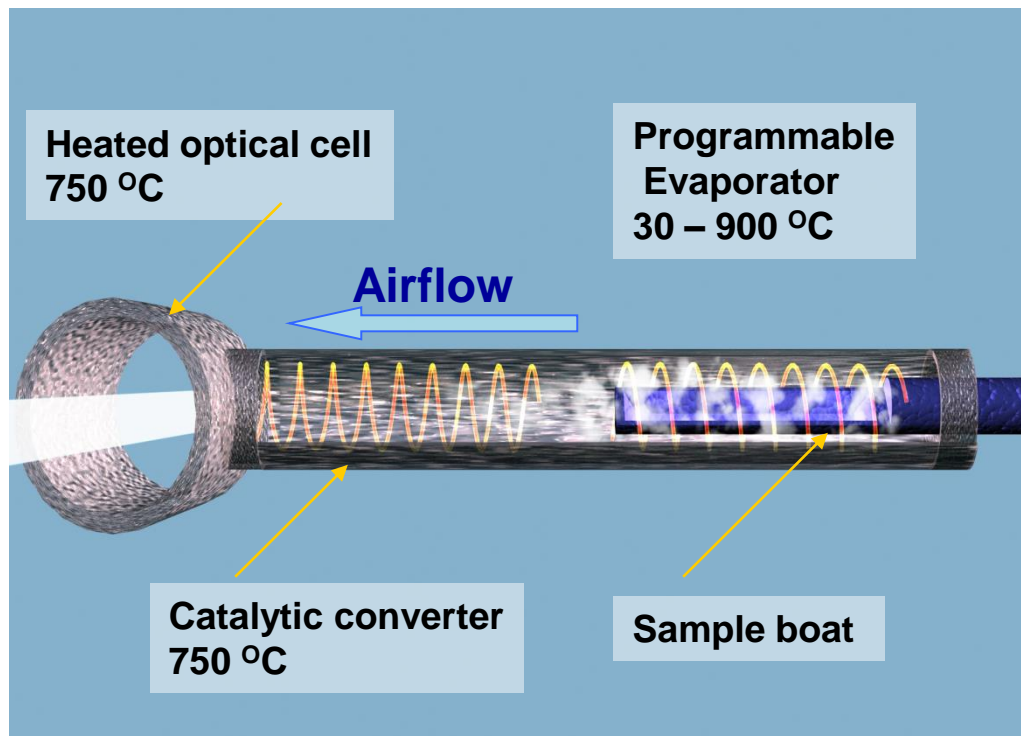 Heated optical cell
750 ᴼC
Programmable
Evaporator
30 – 900 ᴼC
Airflow
Catalytic converter
750 ᴼC
Sample boat